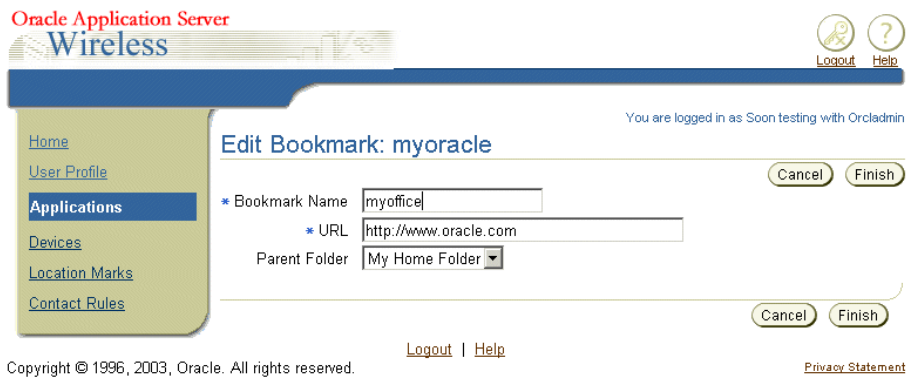 Oracle Application Server
Wireless
Logout Help
You are logged in as Soon testing with Orcladmin
Home
User Profile
Applications
Devices
Location Marks
Contact Rules
Edit Bookmark: myoracle
Cancel Finish
* Bookmark Name myoffice
* URL http://www.oracle.com
Parent Folder My Home Folder
Cancel Finish
Logout | Help
Copyright © 1996, 2003, Oracle. All rights reserved.
Privacy Statement